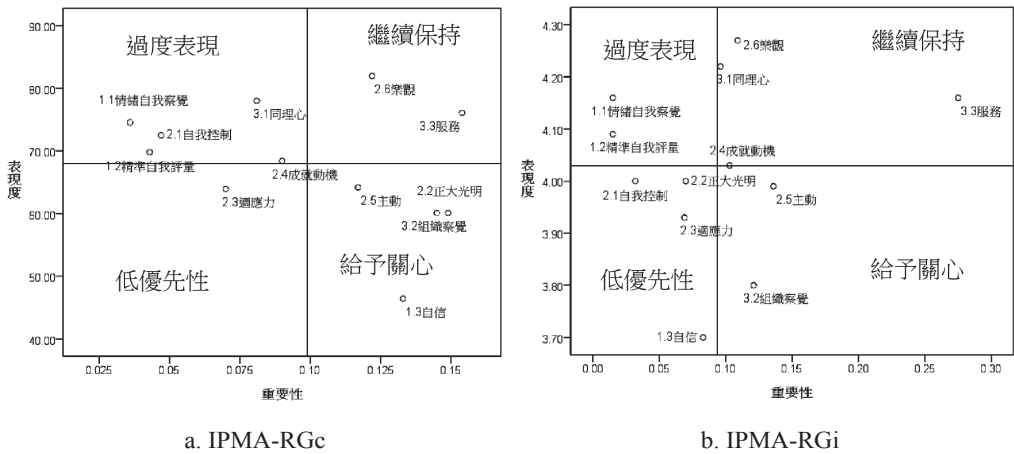 90.00
80.00
70.00
60.00
50.00
40.00
表現度
過度表現
繼續保持
2.6樂觀
1.1情緒自我察覺
3.1同理心
3.3服務
2.1自我控制
1.2精準自我評量
2.4成就動機
2.3適應力
2.5主動
2.2正大光明
3.2組織察覺
低優先性
給予關心
1.3自信
0.025
0.05
0.075
0.10
0.125
0.15
重要性
a. IPMA-RGc
4.30
4.20
4.10
4.00
3.90
3.80
3.70
表現度
過度表現
繼續保持
2.6樂觀
3.1同理心
1.1情緒自我察覺
3.3服務
1.2精準自我評量
2.4成就動機
2.2正大光明
2.1自我控制
2.5主動
2.3適應力
低優先性
給予關心
3.2組織察覺
1.3自信
0.00
0.05
0.10
0.15
0.20
0.25
0.30
重要性
b. IPMA-RGi